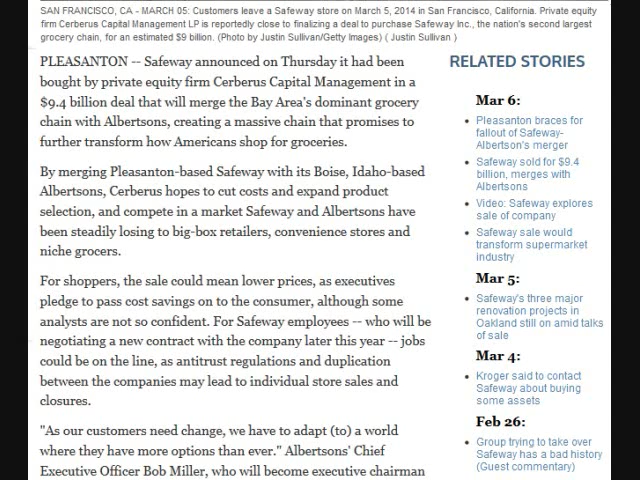 SAN FRANCISCO, CA - MARCH 05: Customers leave a Safeway store on March 5, 2014 in San Francisco, California. Private equity
firm Cerberus Capital Management LP is reportedly close to finalizing a deal to purchase Safeway Inc., the nation's second largest
grocery chain, for an estimated $9 billion. (Photo by Justin Sullivan/Getty Images) ( Justin Sullivan )
PLEASANTON -- Safeway announced on Thursday it had been
bought by private equity firm Cerberus Capital Management in a
$9.4 billion deal that will merge the Bay Area's dominant grocery
chain with Albertsons, creating a massive chain that promises to
further transform how Americans shop for groceries.
By merging Pleasanton-based Safeway with its Boise, Idaho-based
Albertsons, Cerberus hopes to cut costs and expand product
selection, and compete in a market Safeway and Albertsons have
been steadily losing to big-box retailers, convenience stores and
niche grocers.
For shoppers, the sale could mean lower prices, as executives
pledge to pass cost savings on to the consumer, although some
analysts are not so confident. For Safeway employees -- who will be
negotiating a new contract with the company later this year -- jobs
could be on the line, as antitrust regulations and duplication
between the companies may lead to individual store sales and
closures.
"As our customers need change, we have to adapt (to) a world
where they have more options than ever." Albertsons' Chief
Executive Officer Bob Miller, who will become executive chairman
RELATED STORIES
Mar 6:
Pleasanton braces for
fallout of Safeway-
Albertson's merger
Safeway sold for $9.4
billion, merges with
Albertsons
Video: Safeway explores
sale of company
Safeway sale would
transform supermarket
industry
Mar 5:
Safeway's three major
renovation projects in
Oakland still on amid talks
of sale
Mar 4:
Kroger said to contact
Safeway about buying
some assets
Feb 26:
Group trying to take over
Safeway has a bad history
(Guest commentary)